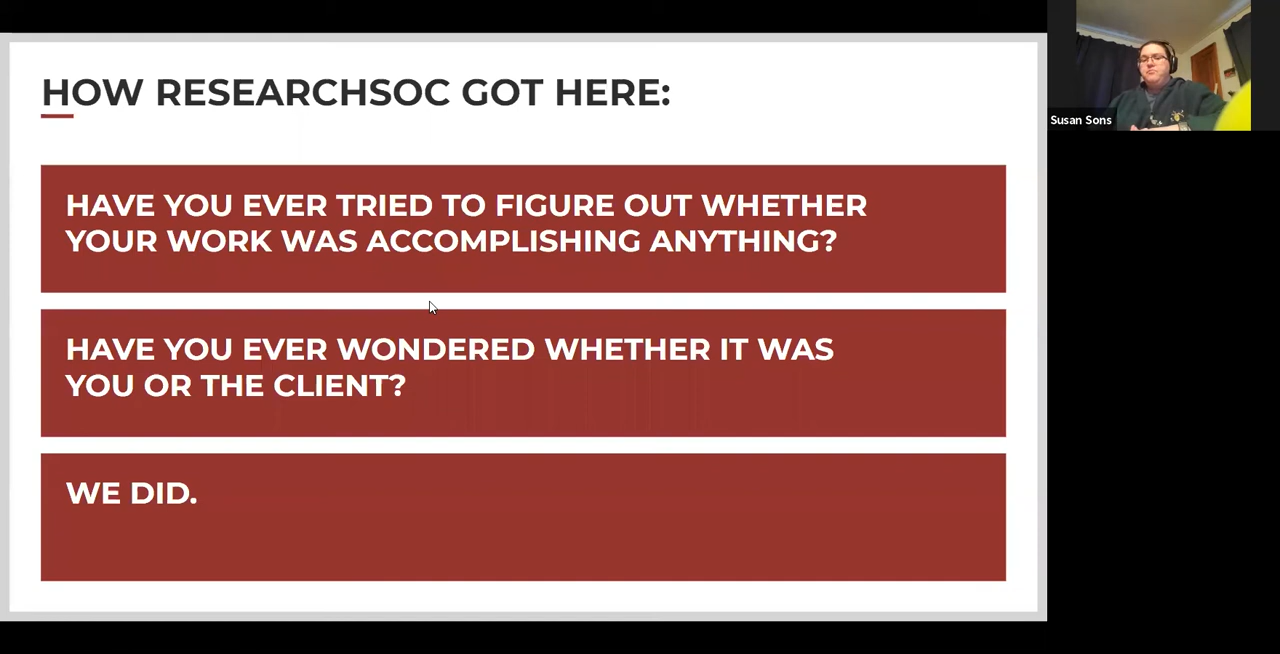 HOW RESEARCHSOC GOT HERE:
HAVE YOU EVER TRIED TO FIGURE OUT WHETHER
YOUR WORK WAS ACCOMPLISHING ANYTHING?
HAVE YOU EVER WONDERED WHETHER IT WAS
YOU OR THE CLIENT?
WE DID.
Susan Sons